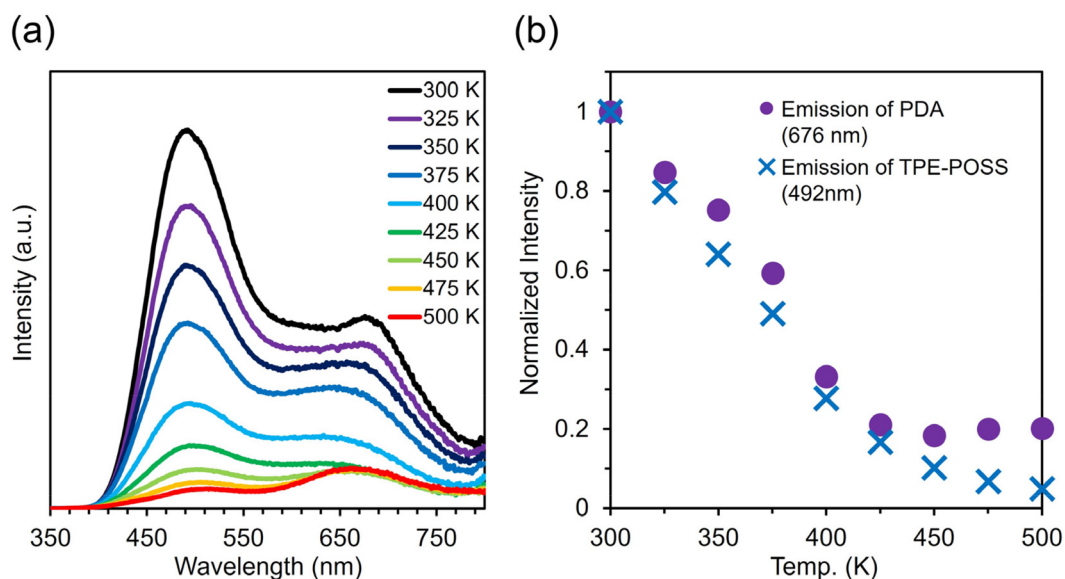 (a)
Intensity (a.u.)
300 K
325 K
350 K
375 K
400 K
425 K
450 K
475 K
500 K
350
450
550
650
750
Wavelength (nm)
(b)
Normalized Intensity
1
0.8
0.6
0.4
0.2
0
Emission of PDA
(676 nm)
Emission of TPE-POSS
(492nm)
300
350
400
450
500
Temp. (K)